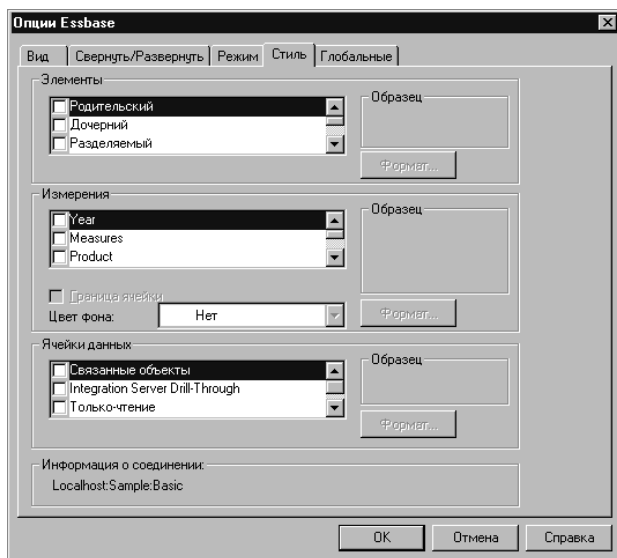 Опции Essbase
Вид Свернуть/Развернуть Режим Стиль Глобальные
Элементы
Родительский
Дочерний
Разделяемый
Образец
Формат...
Измерения
Year
Measures
Product
Образец
Граница ячейки
Цвет фона: Нет
Формат...
Ячейки данных
Связанные объекты
Integration Server Drill-Through
Только-чтение
Образец
Формат...
Информация о соединении:
Localhost:Sample:Basic
OK Отмена Справка